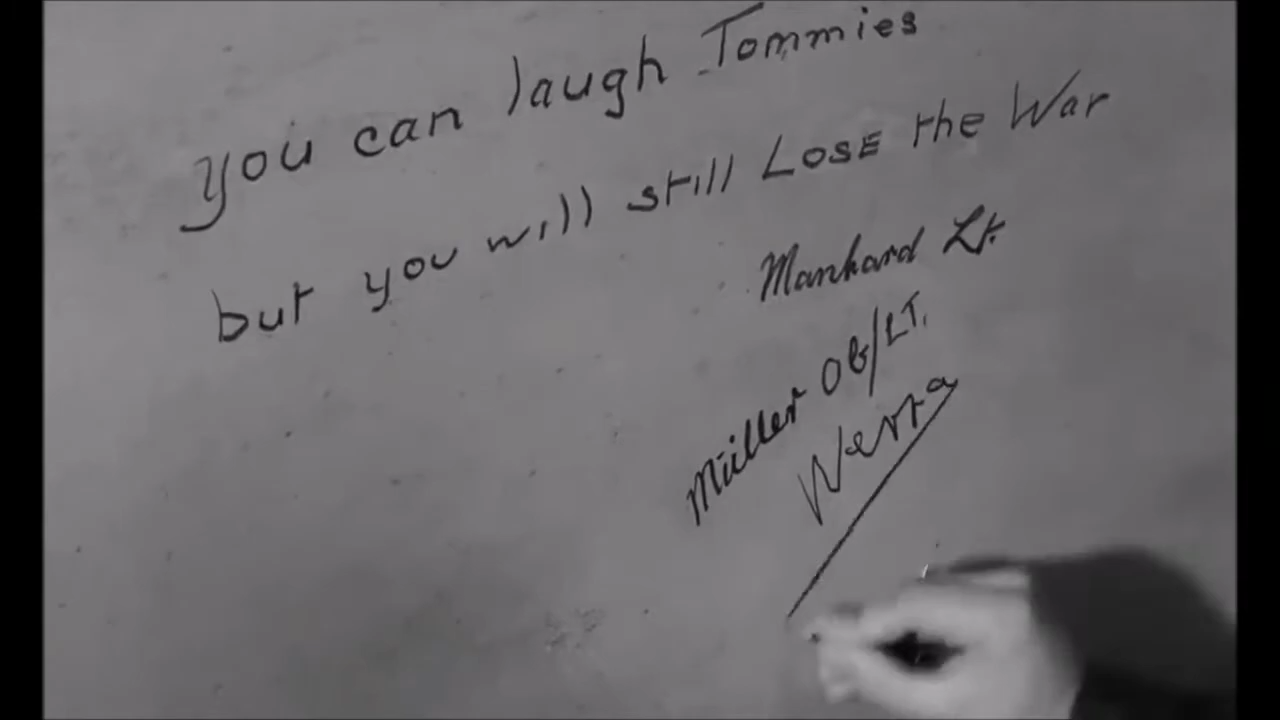 you can laugh Tommies
but you will still LOSE the War
Manhard Lt.
Müller Ob/LT.
Werra